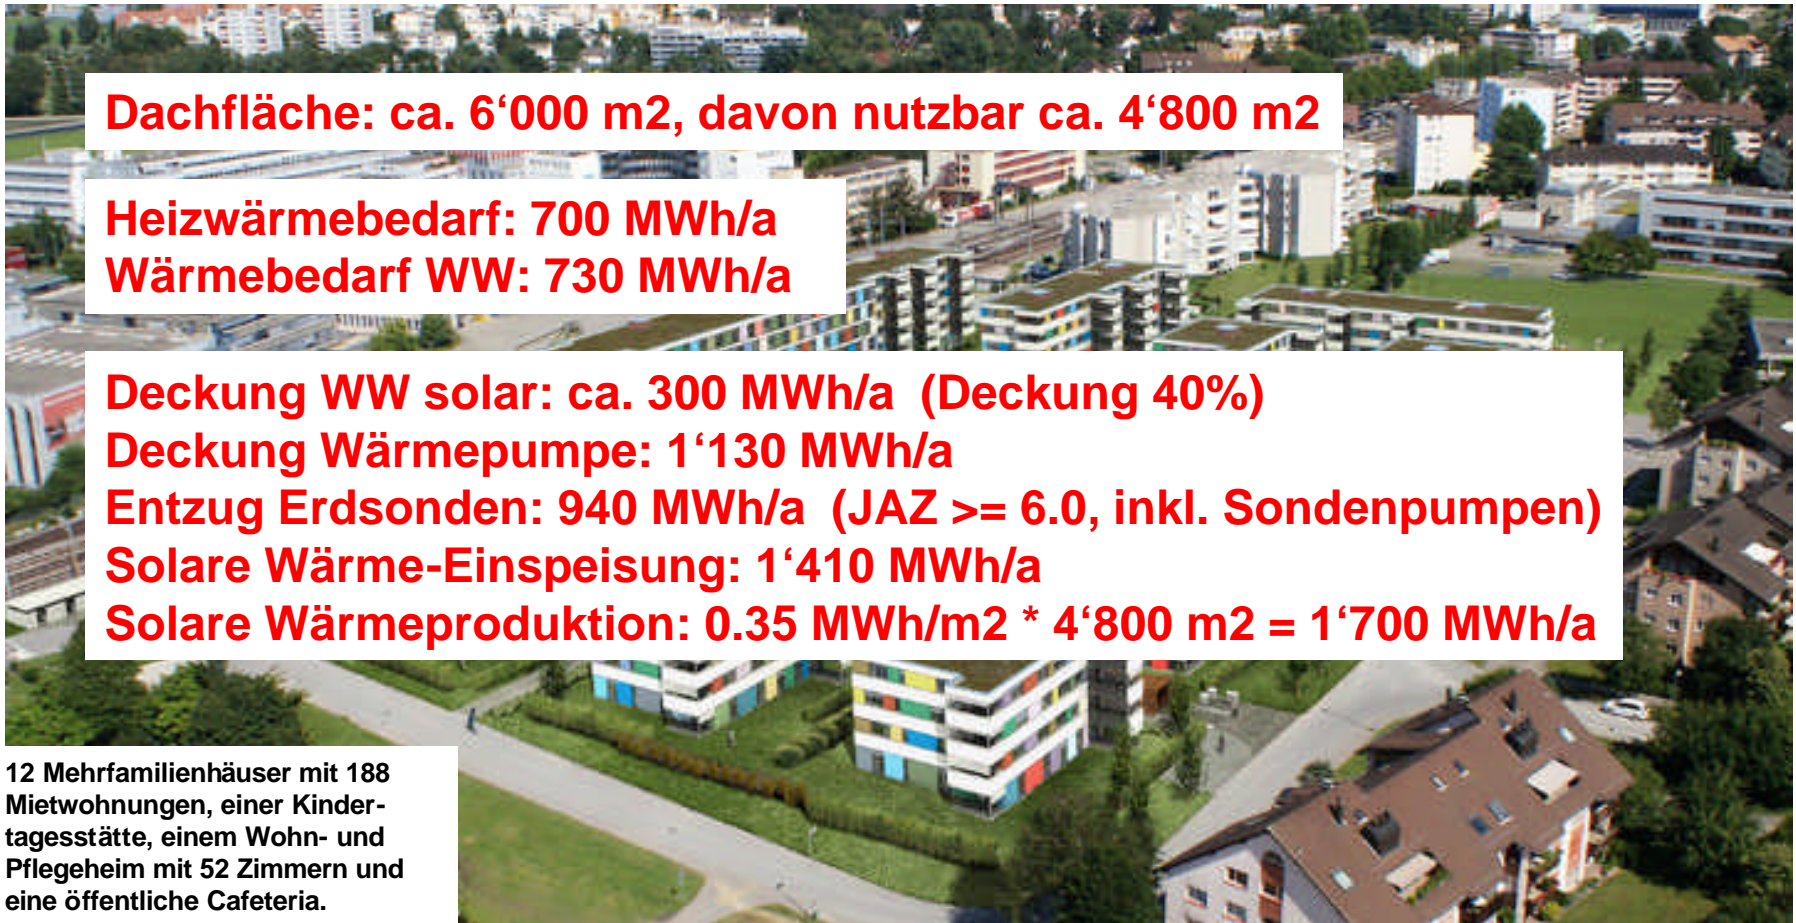 Dachfläche: ca. 6‘000 m2, davon nutzbar ca. 4‘800 m2
Heizwärmebedarf: 700 MWh/a
Wärmebedarf WW: 730 MWh/a
Deckung WW solar: ca. 300 MWh/a  (Deckung 40%)
Deckung Wärmepumpe: 1‘130 MWh/a
Entzug Erdsonden: 940 MWh/a  (JAZ >= 6.0, inkl. Sondenpumpen)
Solare Wärme-Einspeisung: 1‘410 MWh/a
Solare Wärmeproduktion: 0.35 MWh/m2 * 4‘800 m2 = 1‘700 MWh/a
12 Mehrfamilienhäuser mit 188
Mietwohnungen, einer Kinder-
tagesstätte, einem Wohn- und
Pflegeheim mit 52 Zimmern und
eine öffentliche Cafeteria.